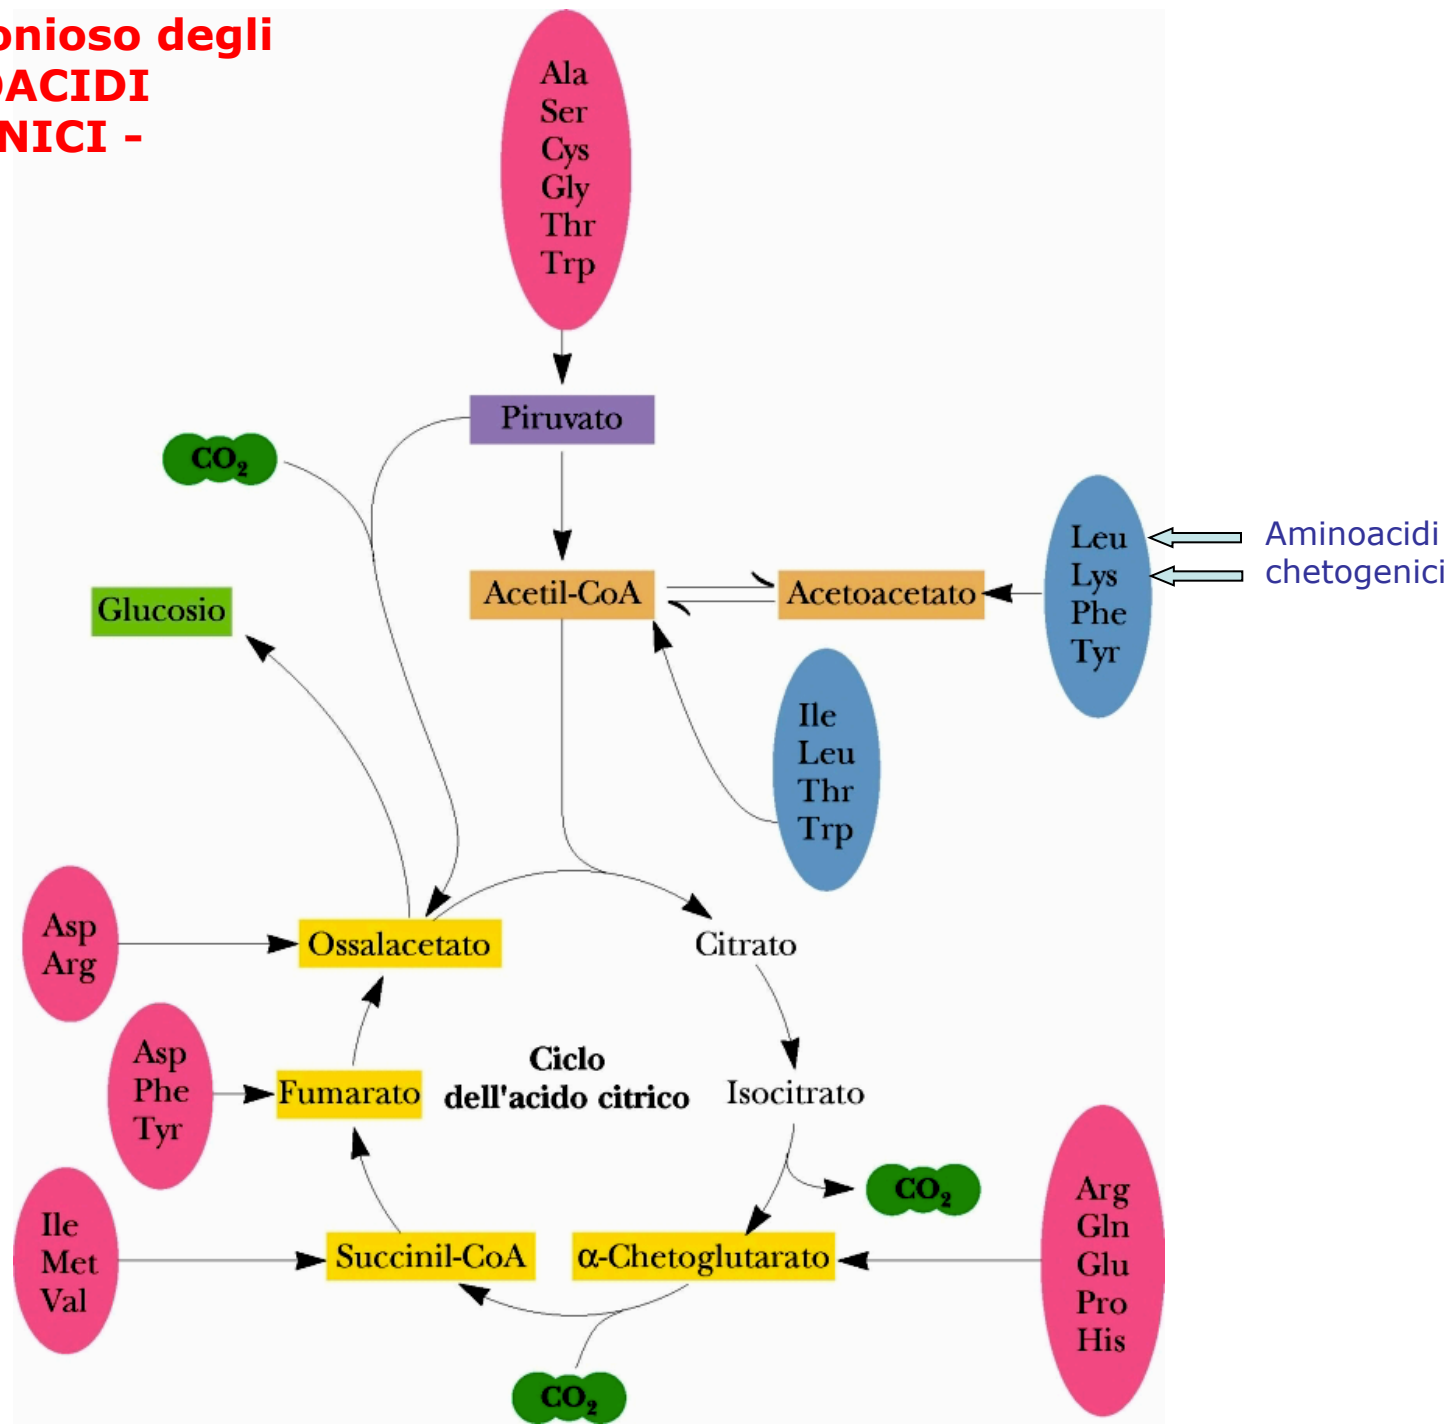 onioso degli
OACIDI
NICI -
Ala
Ser
Cys
Gly
Thr
Trp
Piruvato
CO₂
Leu
Lys
Phe
Tyr
Aminoacidi
chetogenici
Acetil-CoA
Acetoacetato
Glucosio
Ile
Leu
Thr
Trp
Asp
Arg
Ossalacetato
Citrato
Asp
Phe
Tyr
Fumarato
Ciclo
dell'acido citrico
Isocitrato
CO₂
Ile
Met
Val
Succinil-CoA
α-Chetoglutarato
Arg
Gln
Glu
Pro
His
CO₂